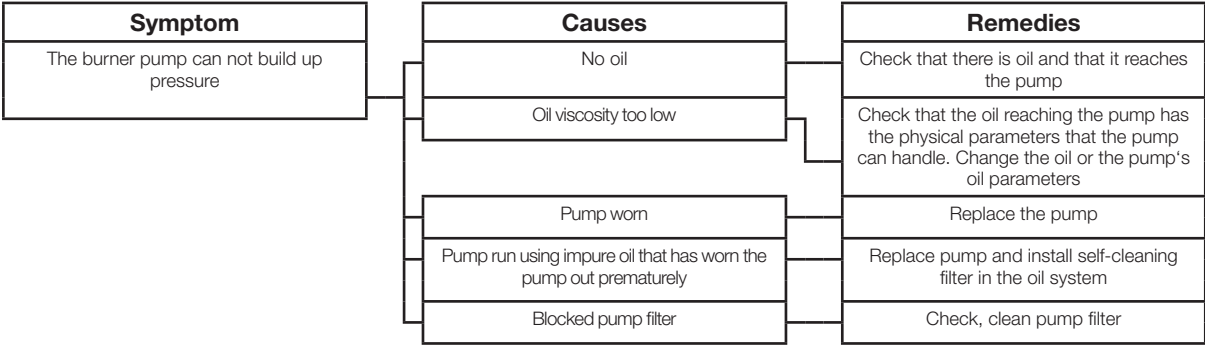 Symptom
The burner pump can not build up
pressure
Causes
No oil
Oil viscosity too low
Pump worn
Pump run using impure oil that has worn the
pump out prematurely
Blocked pump filter
Remedies
Check that there is oil and that it reaches
the pump
Check that the oil reaching the pump has
the physical parameters that the pump
can handle. Change the oil or the pump‘s
oil parameters
Replace the pump
Replace pump and install self-cleaning
filter in the oil system
Check, clean pump filter